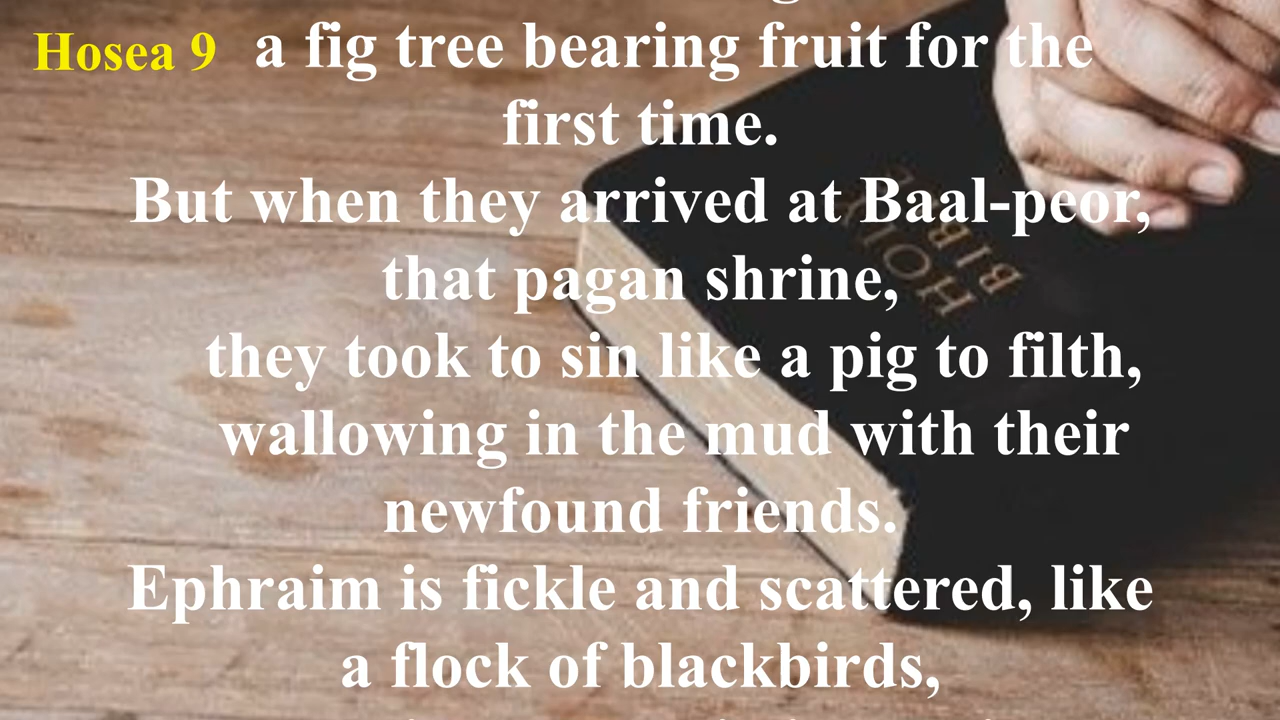 Hosea 9
a fig tree bearing fruit for the
first time.
But when they arrived at Baal-peor,
that pagan shrine,
they took to sin like a pig to filth,
wallowing in the mud with their
newfound friends.
Ephraim is fickle and scattered, like
a flock of blackbirds,
HOLY
BIBLE